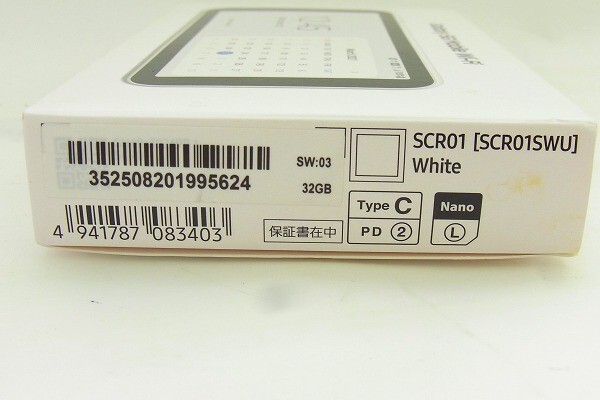 SW:03
352508201995624
32GB
4 941787 083403
保証書在中
SCR01 [SCR01SWU]
White
Type C
PD 2
Nano
L